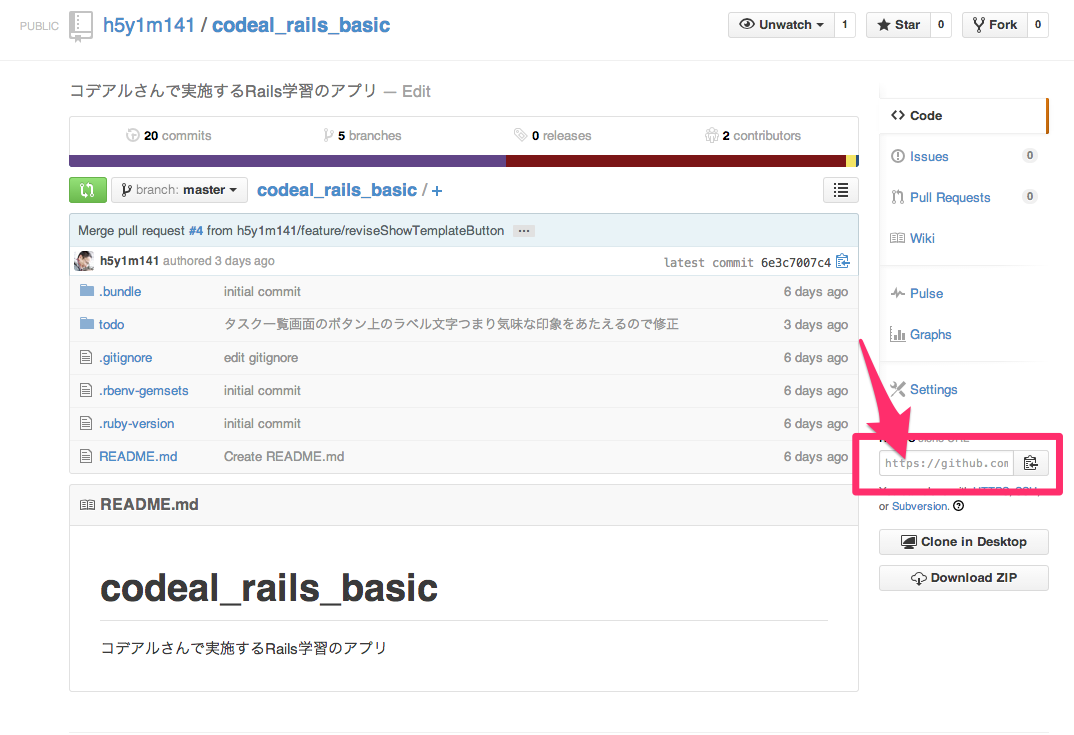 PUBLIC h5y1m141 / codeal_rails_basic
Unwatch 1 Star 0 Fork 0
コデアルさんで実施するRails学習のアプリ — Edit
20 commits 5 branches 0 releases 2 contributors
branch: master codeal_rails_basic / +
Merge pull request #4 from h5y1m141/feature/reviseShowTemplateButton ...
h5y1m141 authored 3 days ago latest commit 6e3c7007c4
.bundle initial commit 6 days ago
todo タスク一覧画面のボタン上のラベル文字つまり気味な印象をあたえるので修正 3 days ago
.gitignore edit gitignore 6 days ago
.rbenv-gemsets initial commit 6 days ago
.ruby-version initial commit 6 days ago
README.md Create README.md 6 days ago
README.md
codeal_rails_basic
コデアルさんで実施するRails学習のアプリ
Code
Issues 0
Pull Requests 0
Wiki
Pulse
Graphs
Settings
https://github.com
or Subversion.
Clone in Desktop
Download ZIP